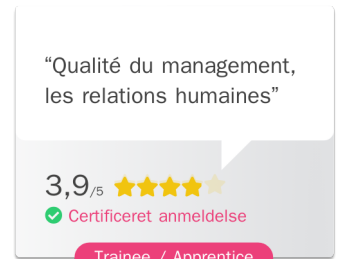 “Qualité du management,
les relations humaines”
3,9/5
Certificeret anmeldelse
Trainee / Apprentice